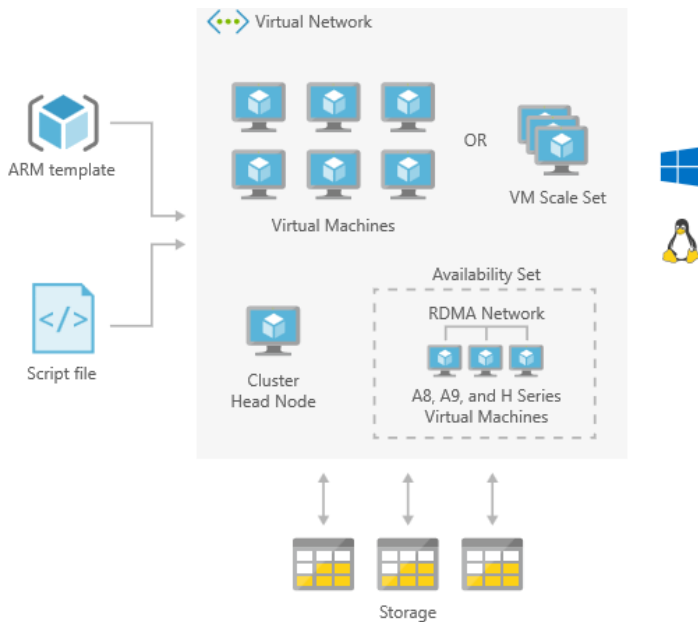 Virtual Network
ARM template
OR
VM Scale Set
Virtual Machines
Script file
</>
Availability Set
RDMA Network
Cluster
Head Node
A8, A9, and H Series
Virtual Machines
Storage